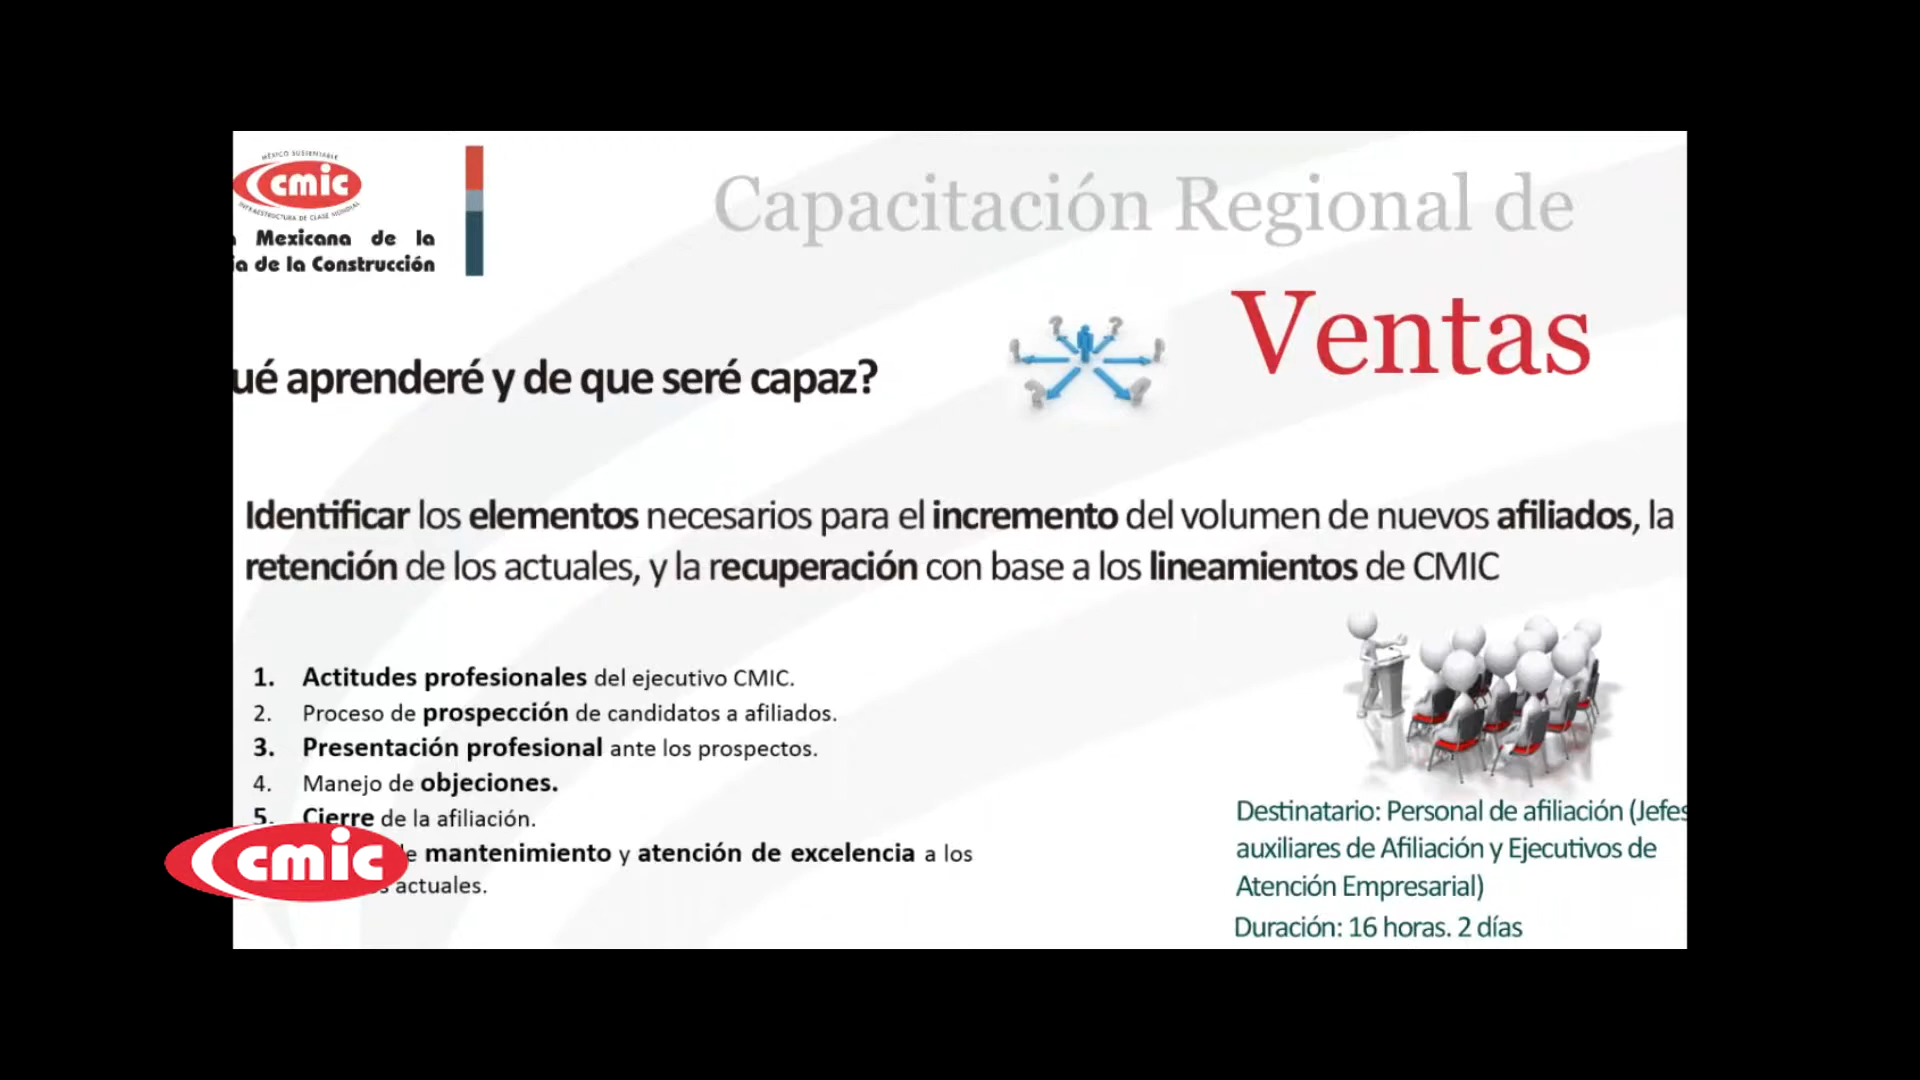 MÉXICO SUSTENTABLE
cmic
INFRAESTRUCTURA DE CLASE MUNDIAL
Mexicana de la
ia de la Construcción
Capacitación Regional de
Ventas
ué aprenderé y de que seré capaz?
Identificar los elementos necesarios para el incremento del volumen de nuevos afiliados, la
retención de los actuales, y la recuperación con base a los lineamientos de CMIC
1. Actitudes profesionales del ejecutivo CMIC.
2. Proceso de prospección de candidatos a afiliados.
3. Presentación profesional ante los prospectos.
4. Manejo de objeciones.
5. Cierre de la afiliación.
mantenimiento y atención de excelencia a los
actuales.
cmic
Destinatario: Personal de afiliación (Jefes
auxiliares de Afiliación y Ejecutivos de
Atención Empresarial)
Duración: 16 horas. 2 días